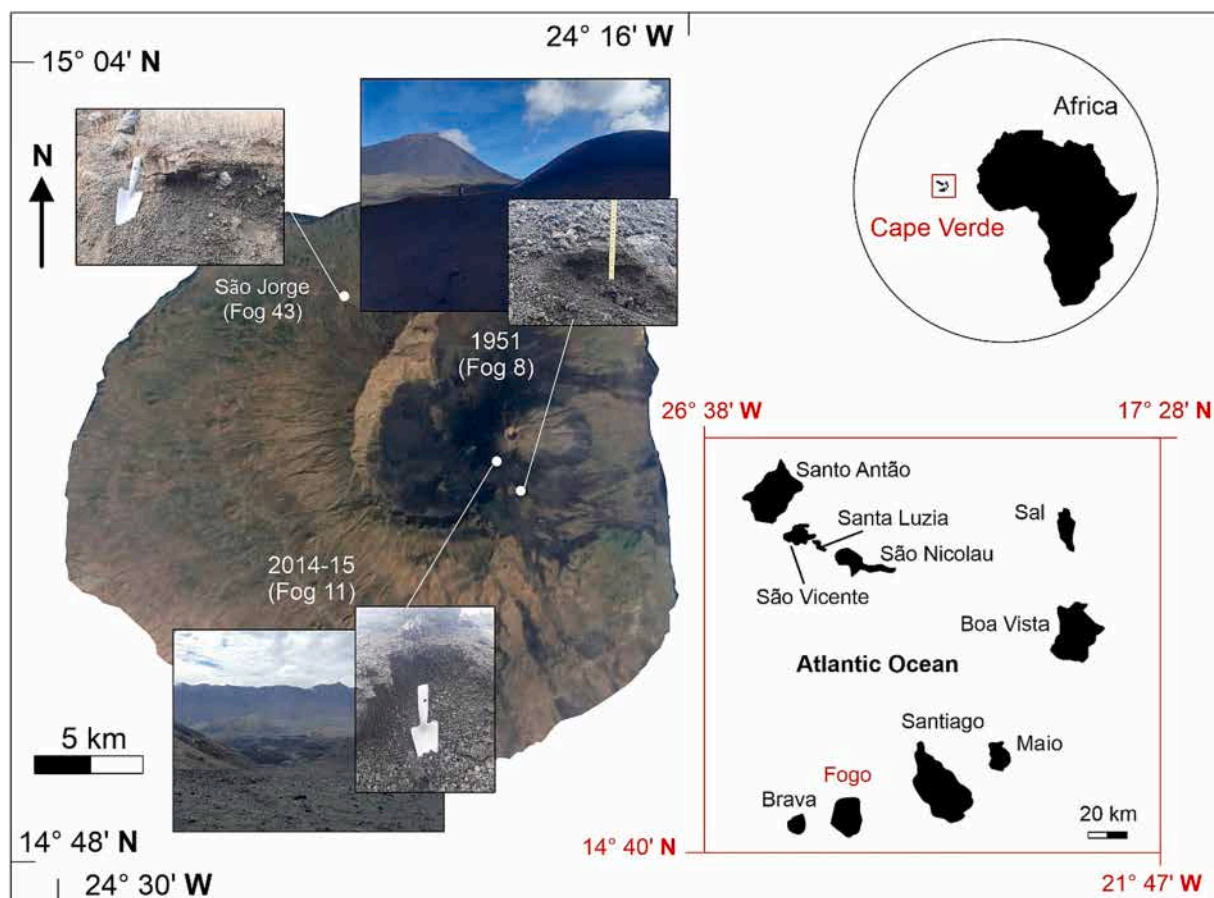 24° 16' W
15° 04' N
N
São Jorge
(Fog 43)
1951
(Fog 8)
2014-15
(Fog 11)
5 km
14° 48' N
24° 30' W
Africa
Cape Verde
26° 38' W
17° 28' N
Santo Antão
Santa Luzia
Sal
São Nicolau
São Vicente
Boa Vista
Atlantic Ocean
Santiago
Maio
Fogo
Brava
20 km
14° 40' N
21° 47' W